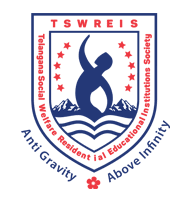 TSWREIS
Telangana Social Welfare Resident ial Educational Institutions Society
Anti Gravity Above Infinity